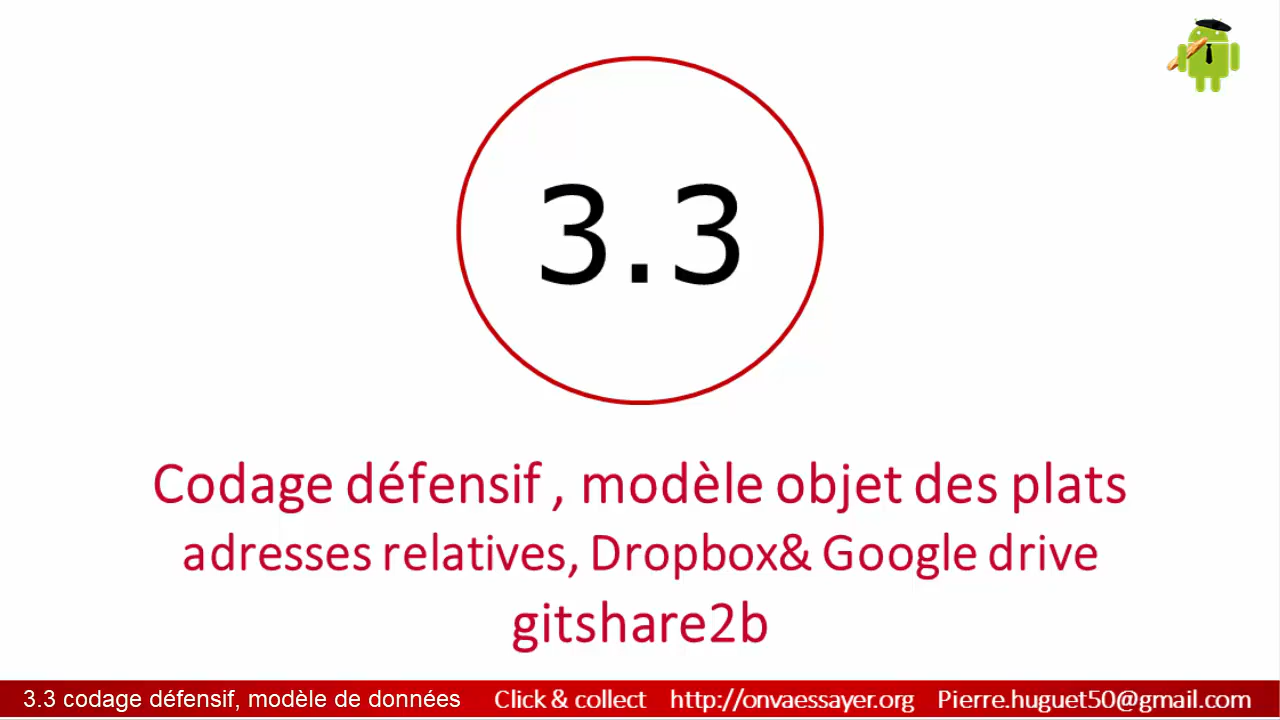 3.3
Codage défensif , modèle objet des plats
adresses relatives, Dropbox& Google drive
gitshare2b
3.3 codage défensif, modèle de données Click & collect http://onvaessayer.org Pierre.huguet50@gmail.com